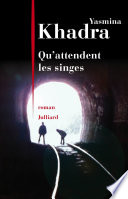 Yasmina
Khadra
Qu'attendent
les singes
roman
Julliard